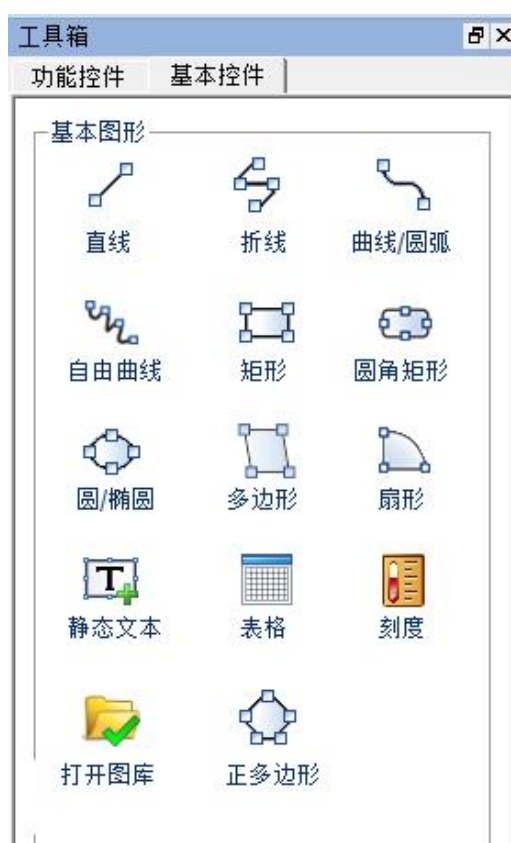 工具箱
功能控件 基本控件
基本图形
直线 折线 曲线/圆弧
自由曲线 矩形 圆角矩形
圆/椭圆 多边形 扇形
T
静态文本 表格 刻度
打开图库 正多边形